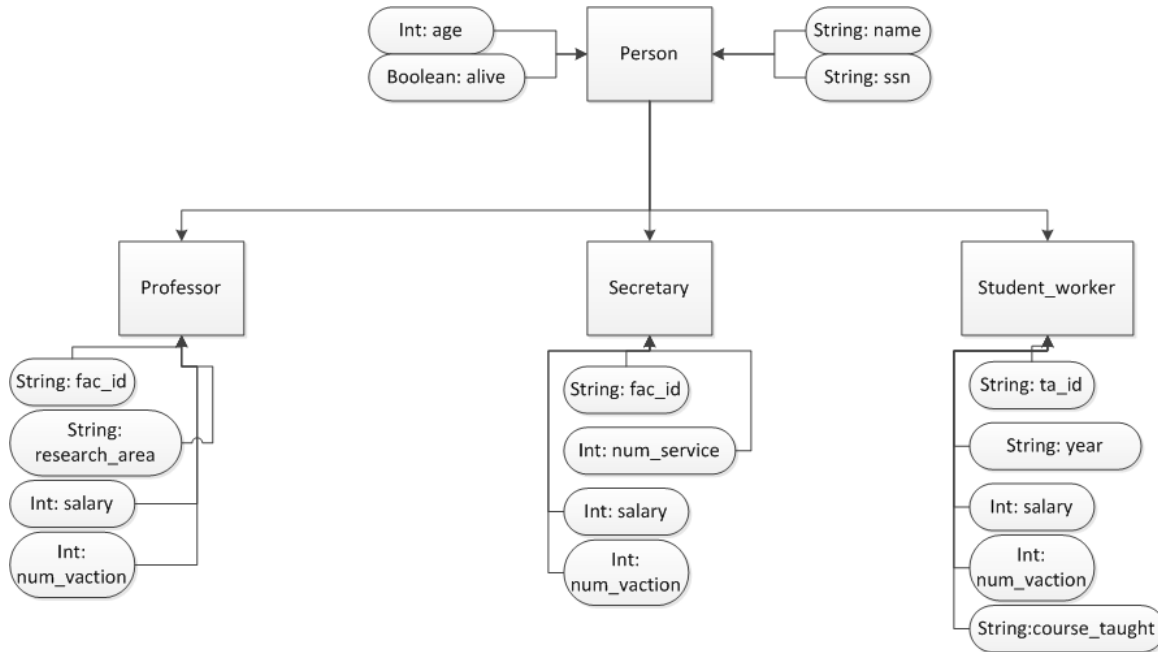 Int: age
Boolean: alive
Person
String: name
String: ssn
Professor
Secretary
Student_worker
String: fac_id
String:
research_area
Int: salary
Int:
num_vaction
String: fac_id
Int: num_service
Int: salary
Int:
num_vaction
String: ta_id
String: year
Int: salary
Int:
num_vaction
String:course_taught